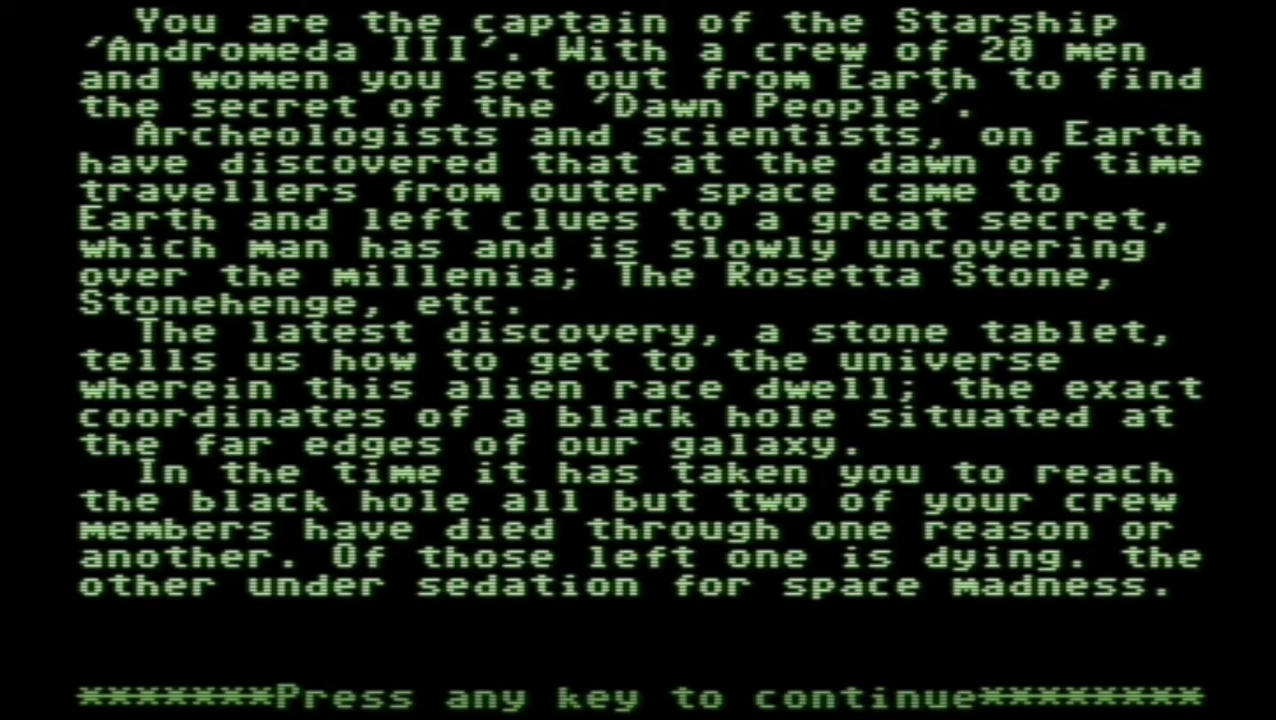 You are the captain of the Starship
'Andromeda III'. With a crew of 20 men
and women you set out from Earth to find
the secret of the 'Dawn People'.
Archeologists and scientists, on Earth
have discovered that at the dawn of time
travellers from outer space came to
Earth and left clues to a great secret,
which man has and is slowly uncovering
over the millenia; The Rosetta Stone,
Stonehenge, etc.
The latest discovery, a stone tablet,
tells us how to get to the universe
wherein this alien race dwell; the exact
coordinates of a black hole situated at
the far edges of our galaxy.
In the time it has taken you to reach
the black hole all but two of your crew
members have died through one reason or
another. Of those left one is dying. the
other under sedation for space madness.
*******Press any key to continue********